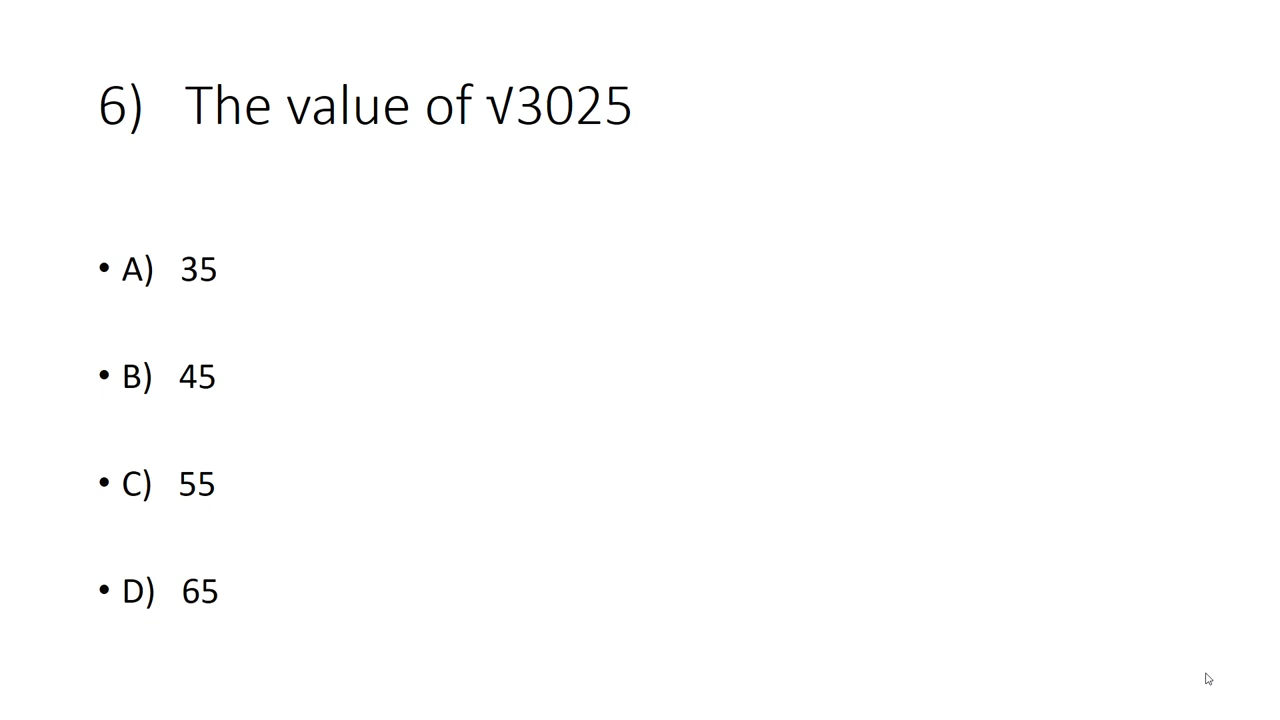 6) The value of √3025
• A) 35
• B) 45
• C) 55
• D) 65